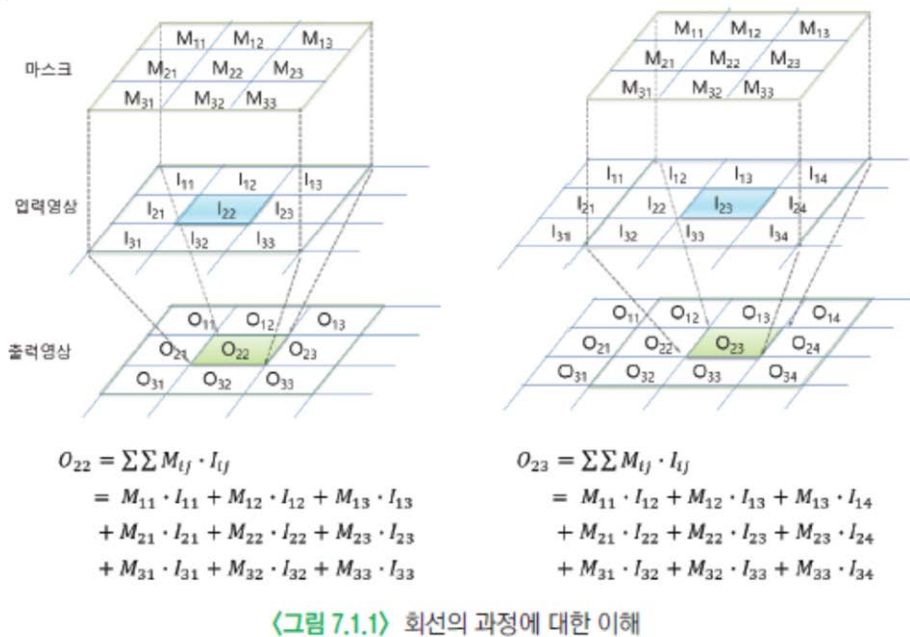 M₁₁ M₁₂ M₁₃ M₁₁ M₁₂ M₁₃
마스크 M₂₁ M₂₂ M₂₃ M₂₁ M₂₂ M₂₃
M₃₁ M₃₂ M₃₃ M₃₁ M₃₂ M₃₃
I₁₁ I₁₂ I₁₃ I₁₁ I₁₂ I₁₃ I₁₄
입력영상 I₂₁ I₂₂ I₂₃ I₂₁ I₂₂ I₂₃ I₂₄
I₃₁ I₃₂ I₃₃ I₃₁ I₃₂ I₃₃ I₃₄
O₁₁ O₁₂ O₁₃ O₁₁ O₁₂ O₁₃ O₁₄
출력영상 O₂₁ O₂₂ O₂₃ O₂₁ O₂₂ O₂₃ O₂₄
O₃₁ O₃₂ O₃₃ O₃₁ O₃₂ O₃₃ O₃₄
O₂₂ = ∑∑ Mᵢⱼ · Iᵢⱼ
= M₁₁ · I₁₁ + M₁₂ · I₁₂ + M₁₃ · I₁₃
+ M₂₁ · I₂₁ + M₂₂ · I₂₂ + M₂₃ · I₂₃
+ M₃₁ · I₃₁ + M₃₂ · I₃₂ + M₃₃ · I₃₃
O₂₃ = ∑∑ Mᵢⱼ · Iᵢⱼ
= M₁₁ · I₁₂ + M₁₂ · I₁₃ + M₁₃ · I₁₄
+ M₂₁ · I₂₂ + M₂₂ · I₂₃ + M₂₃ · I₂₄
+ M₃₁ · I₃₂ + M₃₂ · I₃₃ + M₃₃ · I₃₄
〈그림 7.1.1〉 회선의 과정에 대한 이해